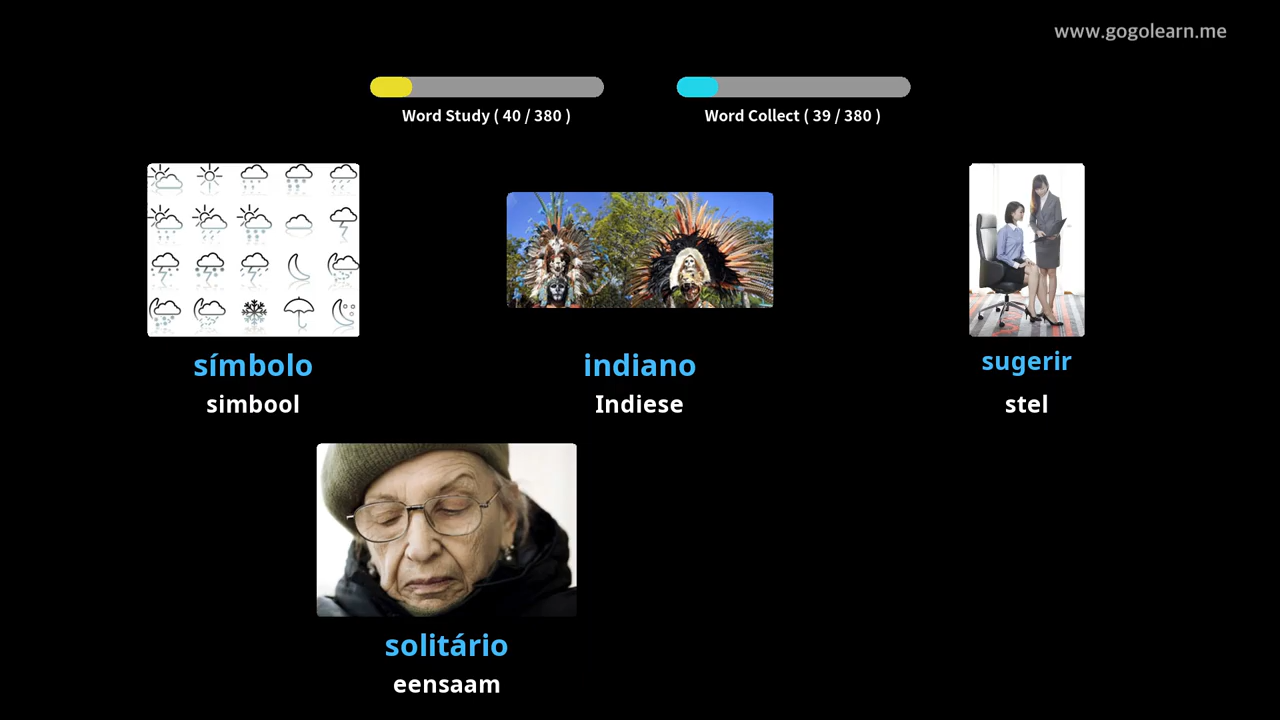 www.gogolearn.me
Word Study ( 40 / 380 )
Word Collect ( 39 / 380 )
símbolo
simbool
indiano
Indiese
sugerir
stel
solitário
eensaam